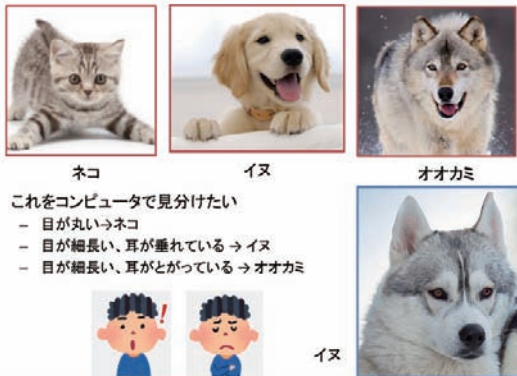 ネコ
イヌ
オオカミ
これをコンピュータで見分けたい
– 目が丸い→ネコ
– 目が細長い、耳が垂れている → イヌ
– 目が細長い、耳がとがっている → オオカミ
イヌ